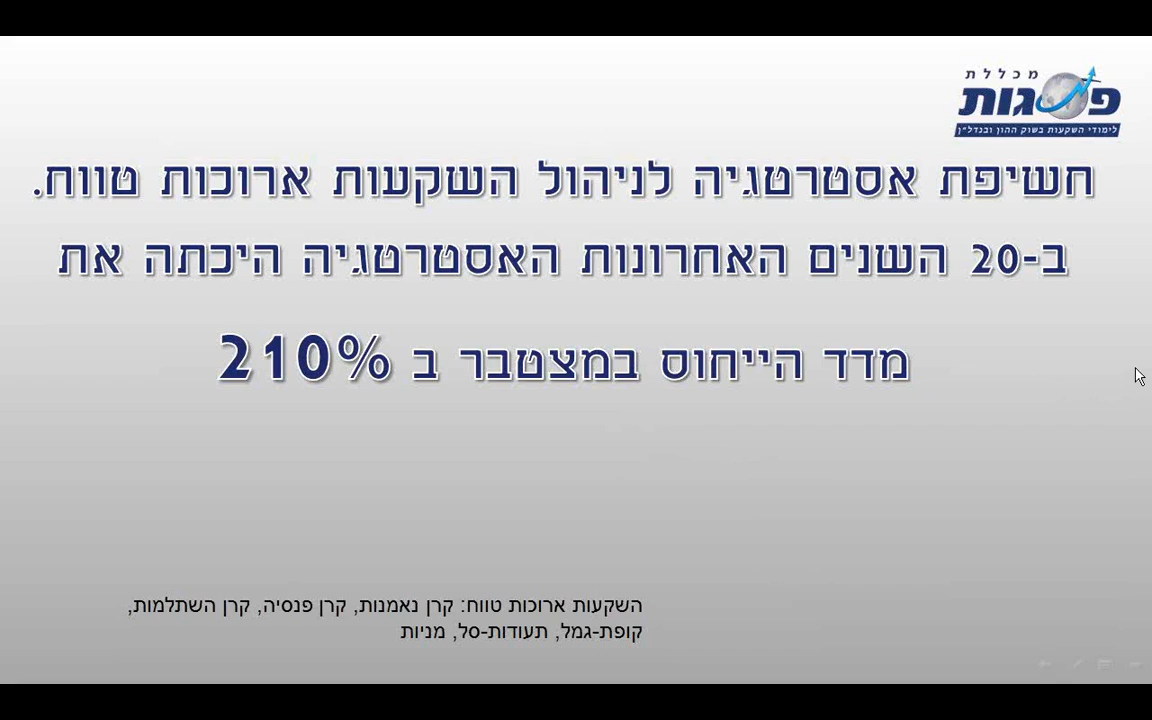 מכללת
פסגות
לימודי השקעות בשוק ההון ובנדל"ן
חשיפת אסטרטגיה לניהול השקעות ארוכות טווח.
ב-20 השנים האחרונות האסטרטגיה היכתה את
מדד הייחוס במצטבר ב 210%
השקעות ארוכות טווח: קרן נאמנות, קרן פנסיה, קרן השתלמות,
קופת-גמל, תעודות-סל, מניות